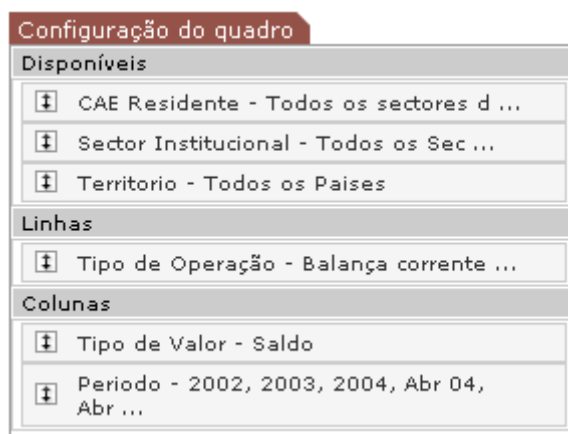 Configuração do quadro
Disponíveis
CAE Residente - Todos os sectores d ...
Sector Institucional - Todos os Sec ...
Territorio - Todos os Paises
Linhas
Tipo de Operação - Balança corrente ...
Colunas
Tipo de Valor - Saldo
Periodo - 2002, 2003, 2004, Abr 04,
Abr ...